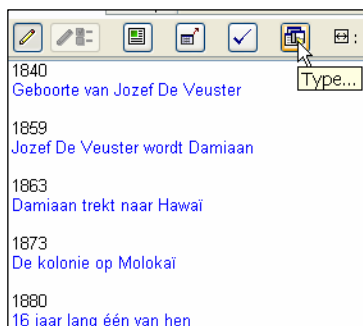 Type...
1840
Geboorte van Jozef De Veuster
1859
Jozef De Veuster wordt Damiaan
1863
Damiaan trekt naar Hawaï
1873
De kolonie op Molokaï
1880
16 jaar lang één van hen